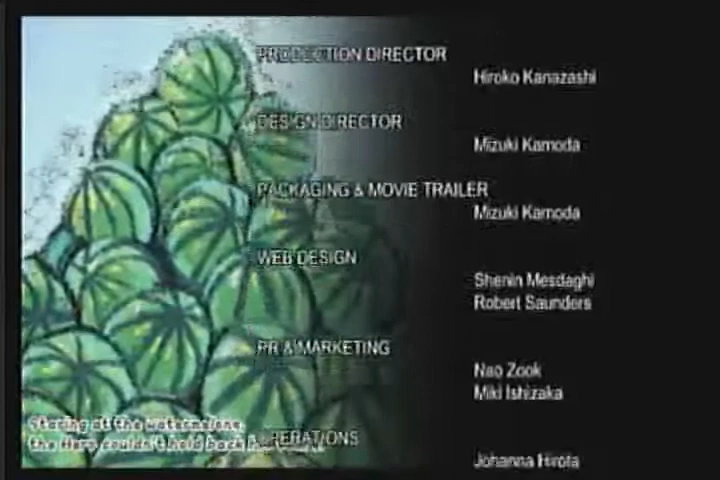 PRODUCTION DIRECTOR
Hiroko Kanazashi
DESIGN DIRECTOR
Mizuki Kamoda
PACKAGING & MOVIE TRAILER
Mizuki Kamoda
WEB DESIGN
Shenin Mesdaghi
Robert Saunders
PR & MARKETING
Nao Zook
Miki Ishizaka
OPERATIONS
Johanna Hirota
Staring at the watermelons,
the Hero couldn't hold back